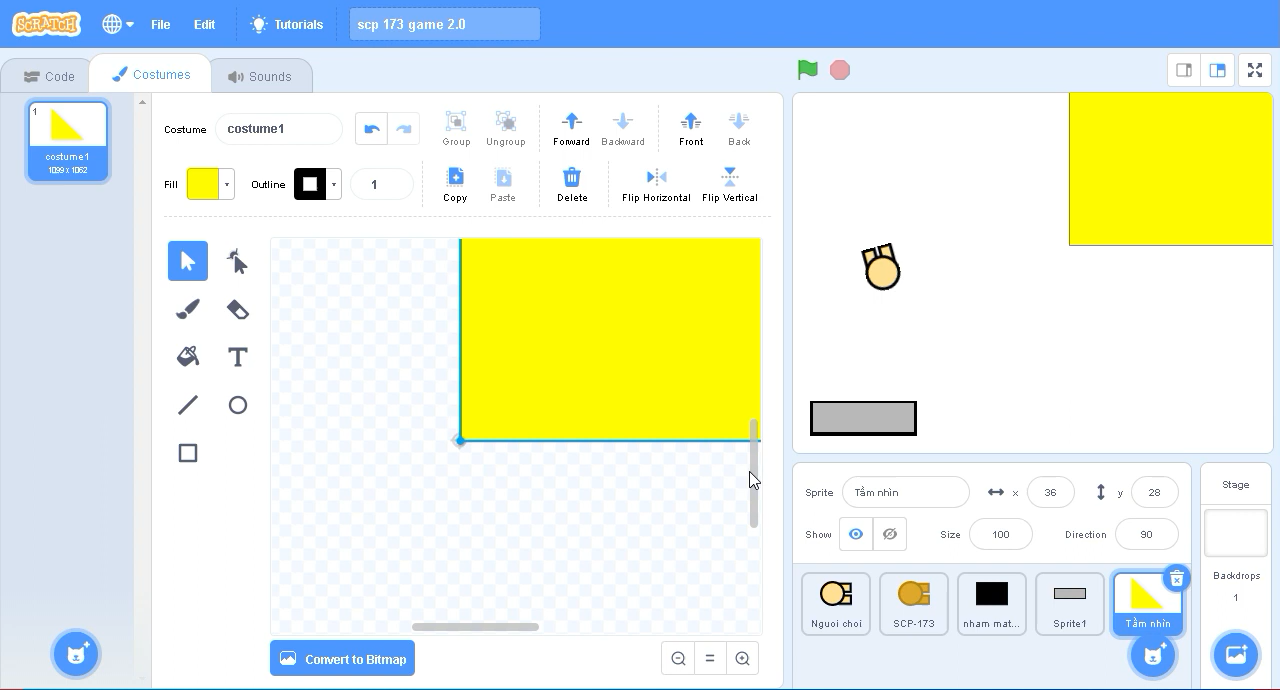 SCRATCH
File
Edit
Tutorials
scp 173 game 2.0
Code
Costumes
Sounds
1
costume1
1099 x 1062
Costume
costume1
Group
Ungroup
Forward
Backward
Front
Back
Fill
Outline
1
Copy
Paste
Delete
Flip Horizontal
Flip Vertical
Convert to Bitmap
Sprite
Tầm nhìn
x
36
y
28
Show
Size
100
Direction
90
Nguoi choi
SCP-173
nham mat...
Sprite1
Tầm nhìn
Stage
Backdrops
1